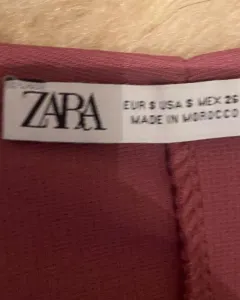 ZARA
EUR S USA S MEX 26
MADE IN MOROCCO